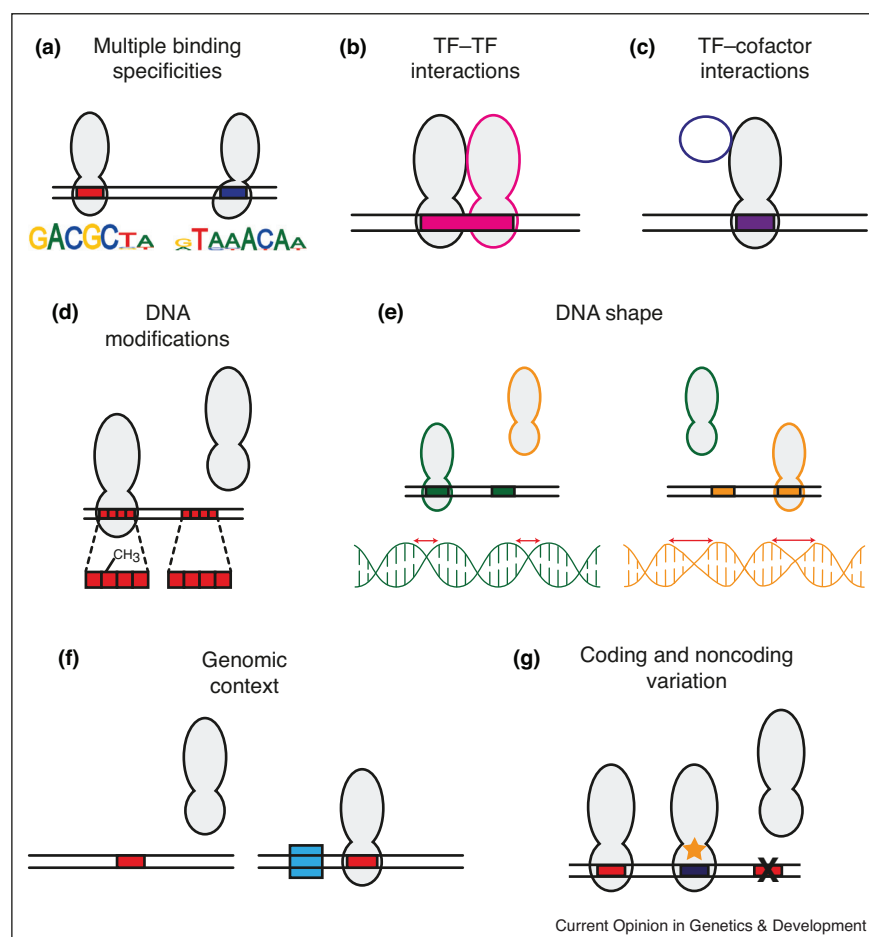 (a) Multiple binding
specificities
(b) TF–TF
interactions
(c) TF–cofactor
interactions
GACGCTA GTAAACAA
(d) DNA
modifications
CH3
(e) DNA shape
(f) Genomic
context
(g) Coding and noncoding
variation
X
Current Opinion in Genetics & Development